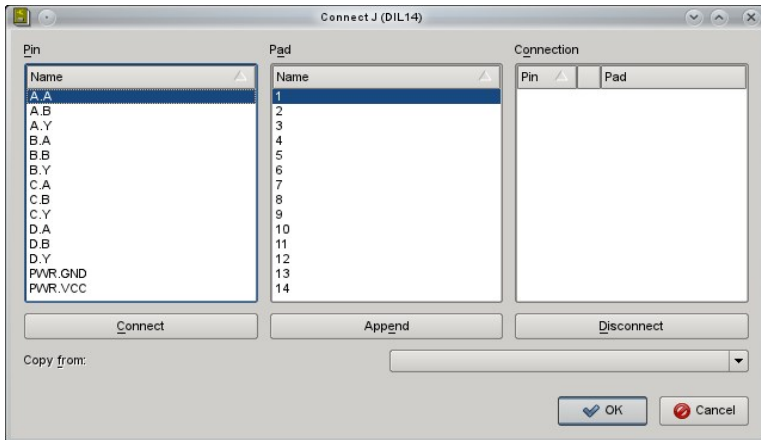 Connect J (DIL14)
Pin
Pad
Connection
Name
Name
Pin
Pad
A.A
A.B
A.Y
B.A
B.B
B.Y
C.A
C.B
C.Y
D.A
D.B
D.Y
PWR.GND
PWR.VCC
1
2
3
4
5
6
7
8
9
10
11
12
13
14
Connect
Append
Disconnect
Copy from:
OK
Cancel